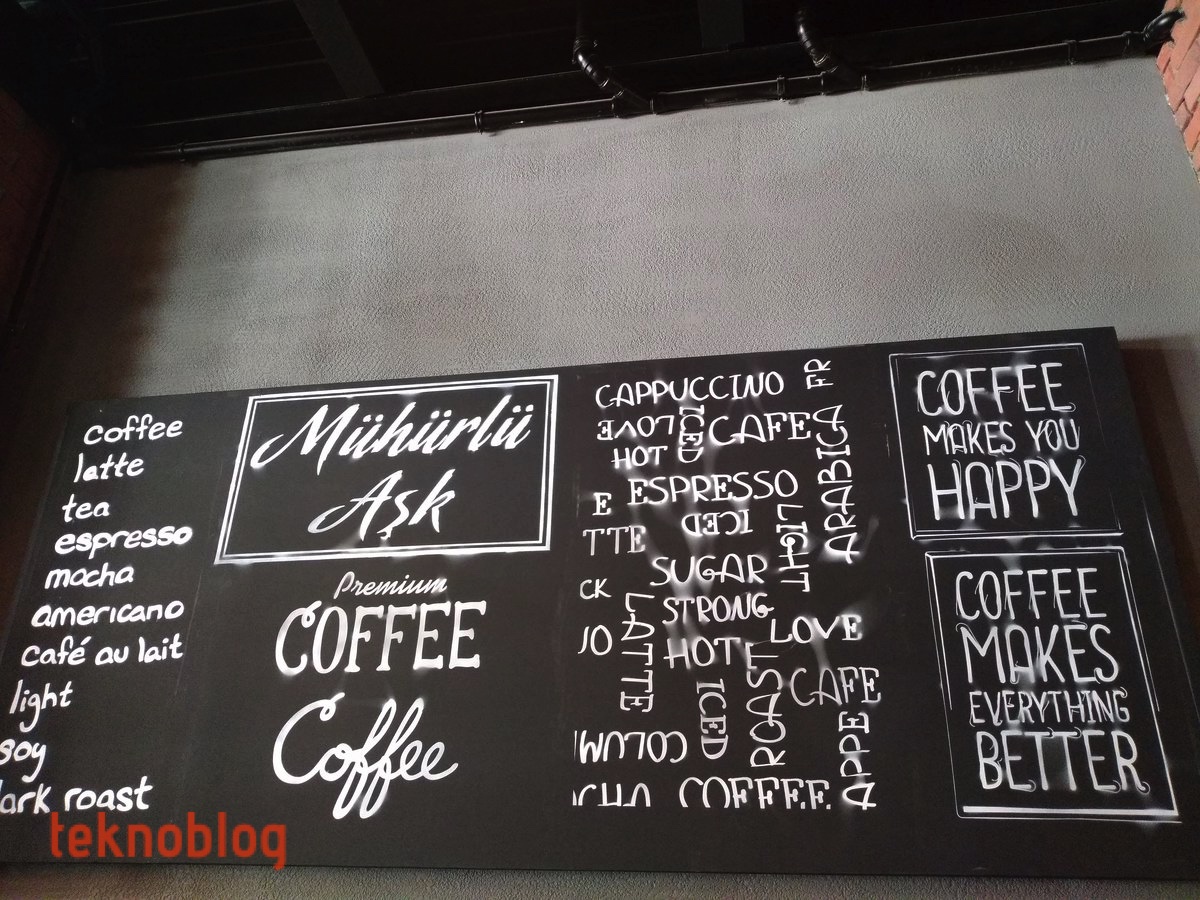 coffee
latte
tea
espresso
mocha
americano
café au lait
light
soy
ark roast
Mühürlü
Aşk
Premium
COFFEE
Coffee
CAPPUCCINO
FR
LOVE
ICED
CAFE
HOT
ARABICA
E ESPRESSO
TTE
ICED
LIGHT
SUGAR
CK
STRONG
JO
LATTE
HOT
LOVE
ROAST
CAFE
ICED
APPE
COFFEE
COFFEE
MAKES YOU
HAPPY
COFFEE
MAKES
EVERYTHING
BETTER
teknoblog